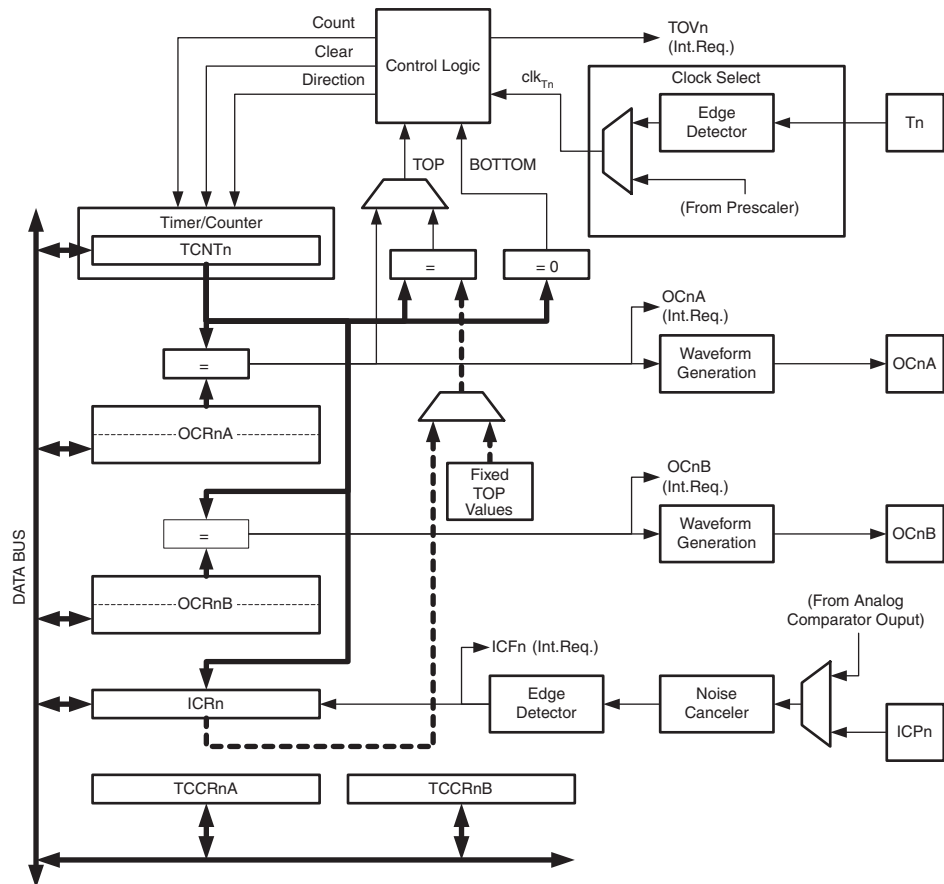 Count
Clear
Direction
Control Logic
TOVn
(Int.Req.)
clkTn
Clock Select
Edge
Detector
Tn
TOP
BOTTOM
(From Prescaler)
Timer/Counter
TCNTn
=
= 0
OCnA
(Int.Req.)
=
Waveform
Generation
OCnA
OCRnA
Fixed
TOP
Values
OCnB
(Int.Req.)
=
Waveform
Generation
OCnB
OCRnB
DATA BUS
(From Analog
Comparator Ouput)
ICFn (Int.Req.)
ICRn
Edge
Detector
Noise
Canceler
ICPn
TCCRnA
TCCRnB